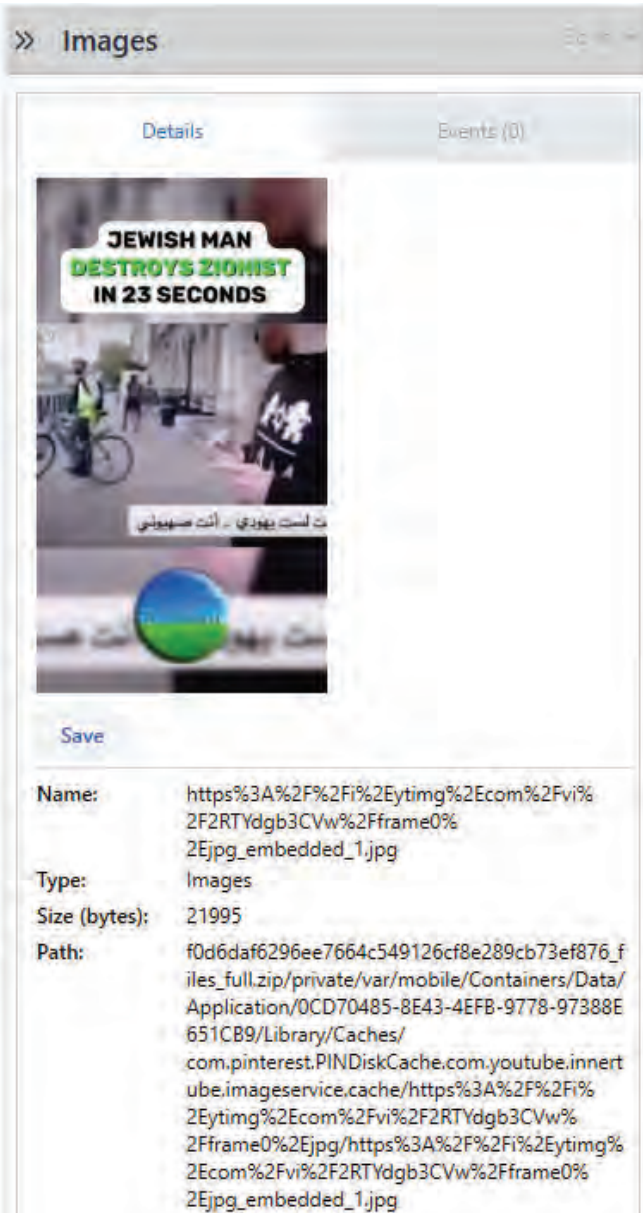 » Images
Details
Events (0)
JEWISH MAN
DESTROYS ZIONIST
IN 23 SECONDS
لست يهودي .. أنت صهيوني
Save
Name:
https%3A%2F%2Fi%2Eytimg%2Ecom%2Fvi%
2F2RTYdgb3CVw%2Fframe0%
2Ejpg_embedded_1.jpg
Type:
Images
Size (bytes):
21995
Path:
f0d6daf6296ee7664c549126cf8e289cb73ef876_f
iles_full.zip/private/var/mobile/Containers/Data/
Application/0CD70485-8E43-4EFB-9778-97388E
651CB9/Library/Caches/
com.pinterest.PINDiskCache.com.youtube.innert
ube.imageservice.cache/https%3A%2F%2Fi%
2Eytimg%2Ecom%2Fvi%2F2RTYdgb3CVw%
2Fframe0%2Ejpg/https%3A%2F%2Fi%2Eytimg%
2Ecom%2Fvi%2F2RTYdgb3CVw%2Fframe0%
2Ejpg_embedded_1.jpg